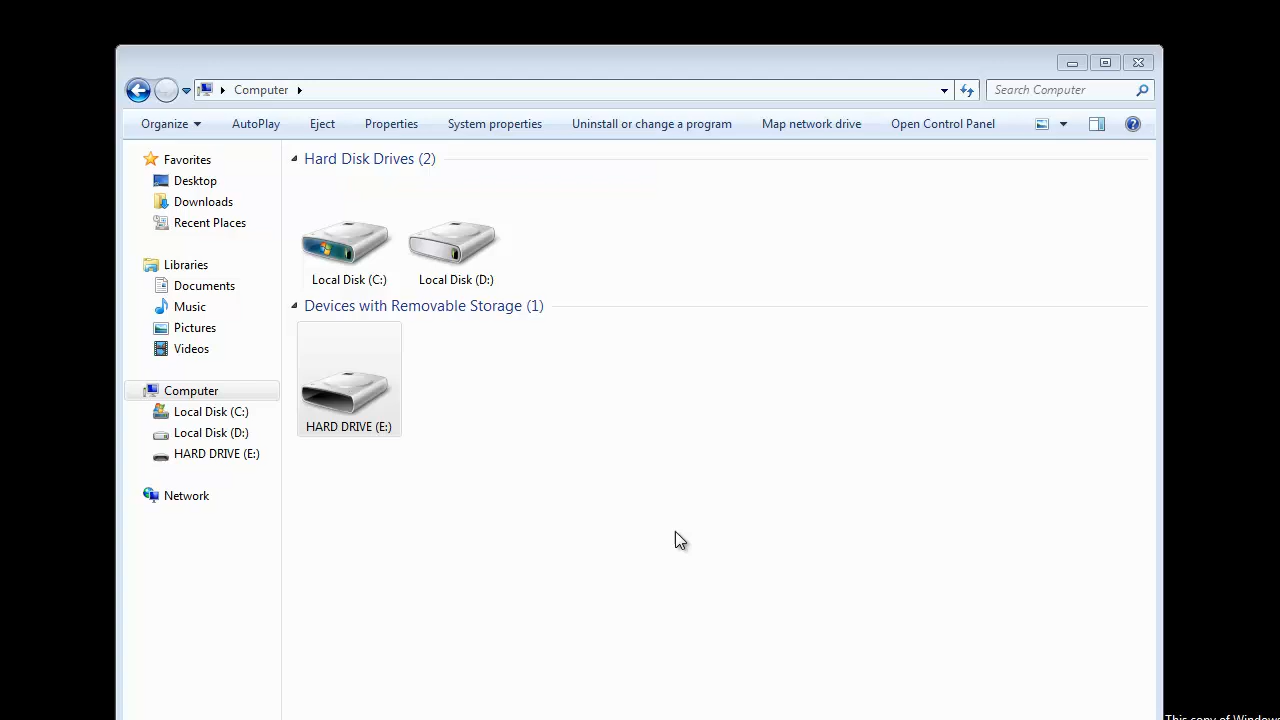 Computer
Search Computer
Organize
AutoPlay
Eject
Properties
System properties
Uninstall or change a program
Map network drive
Open Control Panel
Favorites
Desktop
Downloads
Recent Places
Libraries
Documents
Music
Pictures
Videos
Computer
Local Disk (C:)
Local Disk (D:)
HARD DRIVE (E:)
Network
Hard Disk Drives (2)
Local Disk (C:)
Local Disk (D:)
Devices with Removable Storage (1)
HARD DRIVE (E:)
This copy of Window